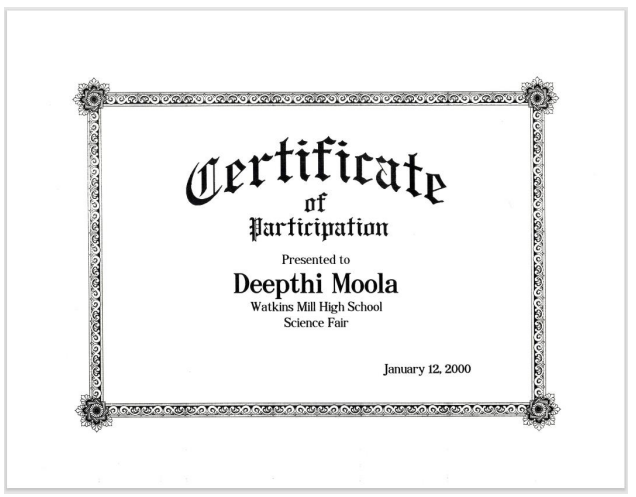 Certificate
of
Participation
Presented to
Deepthi Moola
Watkins Mill High School
Science Fair
January 12, 2000